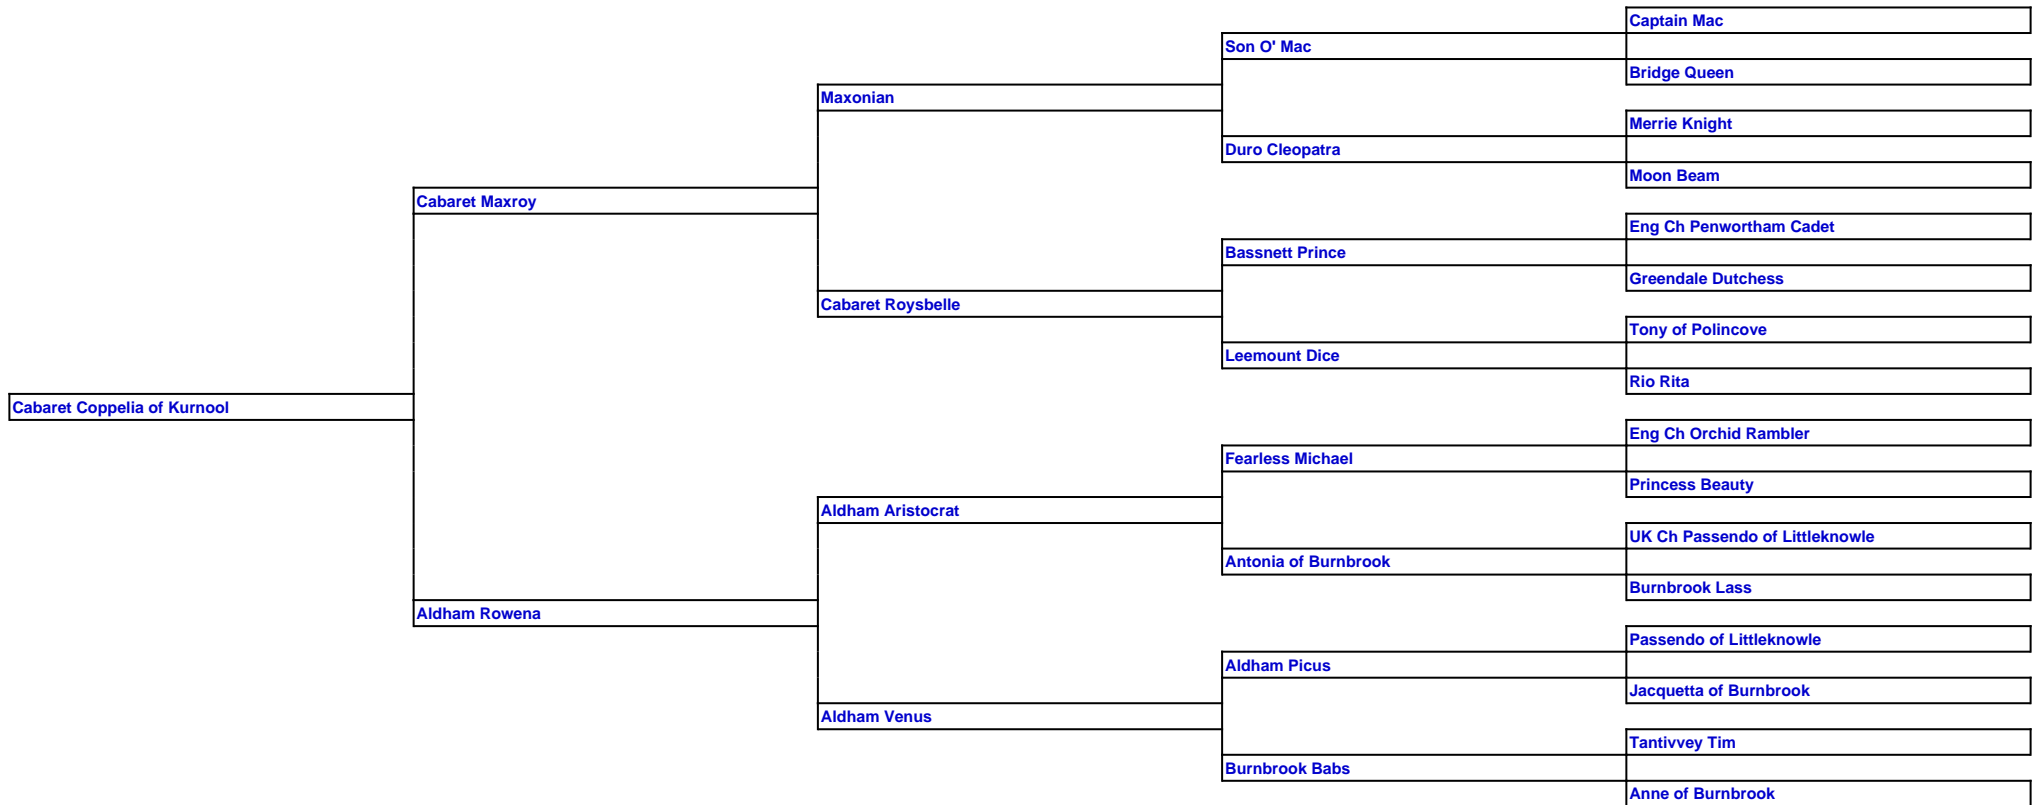 Captain Mac
Son O' Mac
Bridge Queen
Maxonian
Merrie Knight
Duro Cleopatra
Moon Beam
Cabaret Maxroy
Eng Ch Penwortham Cadet
Bassnett Prince
Greendale Dutchess
Cabaret Roysbelle
Tony of Polincove
Leemount Dice
Rio Rita
Cabaret Coppelia of Kurnool
Eng Ch Orchid Rambler
Fearless Michael
Princess Beauty
Aldham Aristocrat
UK Ch Passendo of Littleknowle
Antonia of Burnbrook
Burnbrook Lass
Aldham Rowena
Passendo of Littleknowle
Aldham Picus
Jacquetta of Burnbrook
Aldham Venus
Tantivvey Tim
Burnbrook Babs
Anne of Burnbrook